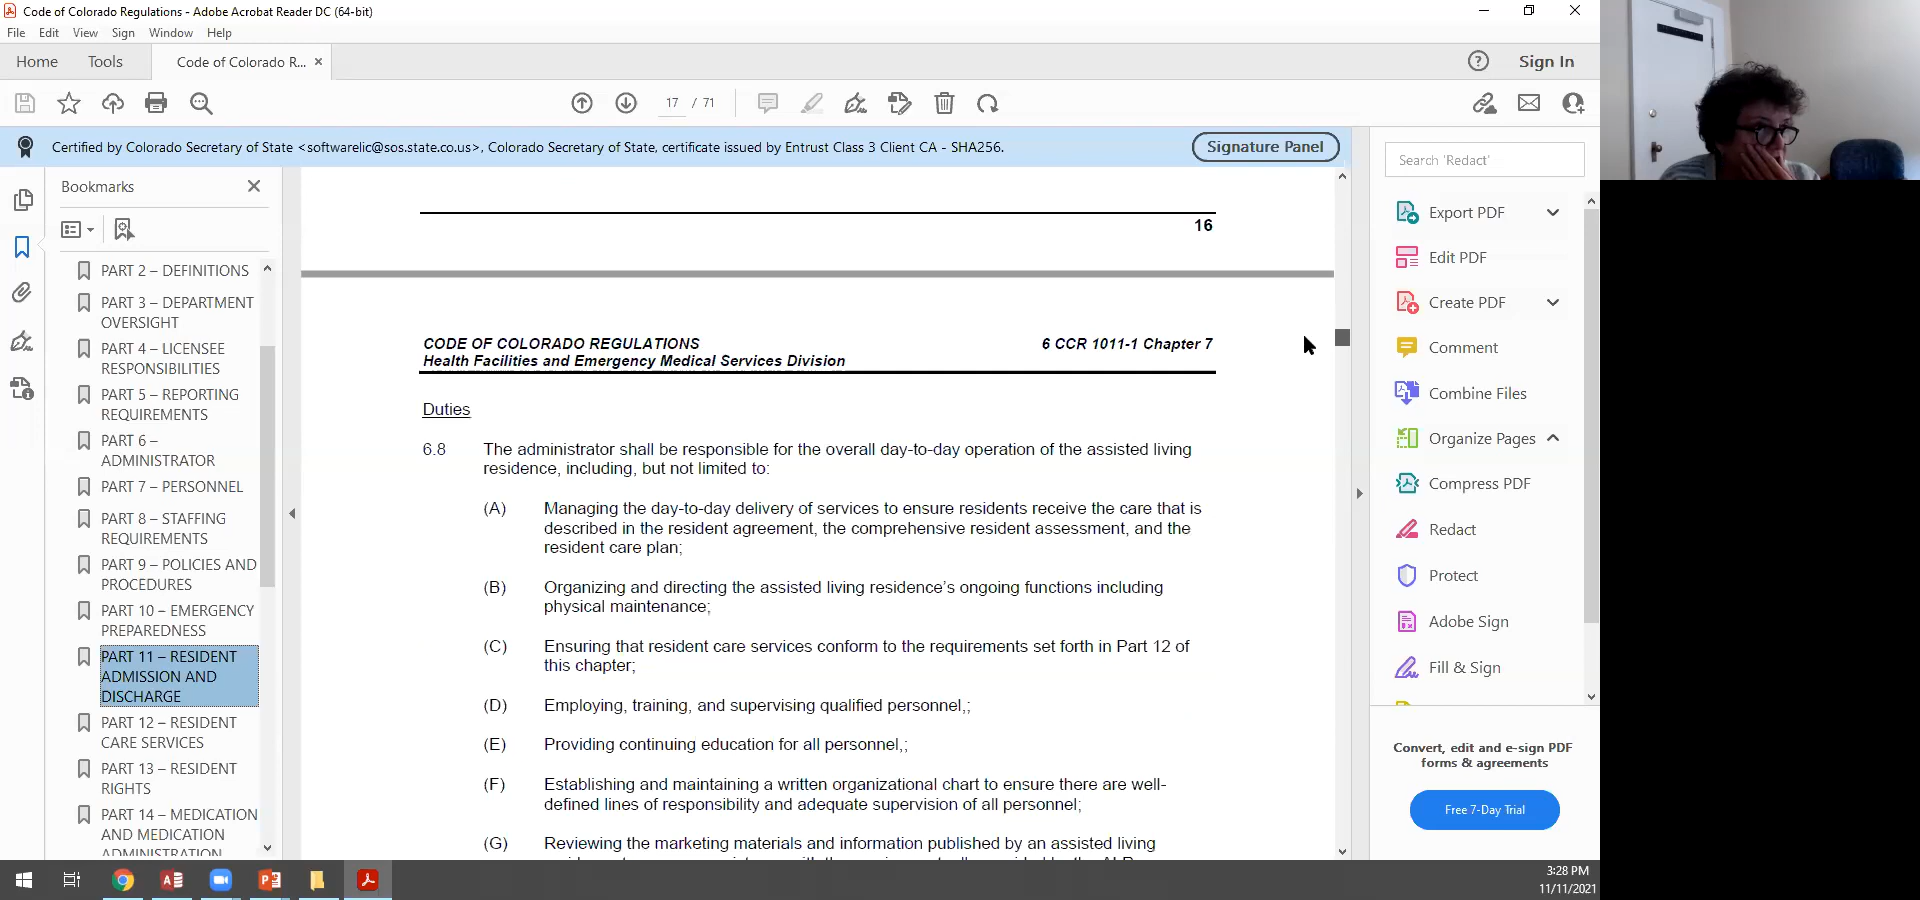 Code of Colorado Regulations - Adobe Acrobat Reader DC (64-bit)
File Edit View Sign Window Help
Home Tools Code of Colorado R... × Sign In
17 / 71
Certified by Colorado Secretary of State <softwarelic@sos.state.co.us>, Colorado Secretary of State, certificate issued by Entrust Class 3 Client CA - SHA256.
Signature Panel
Bookmarks
PART 2 – DEFINITIONS
PART 3 – DEPARTMENT
OVERSIGHT
PART 4 – LICENSEE
RESPONSIBILITIES
PART 5 – REPORTING
REQUIREMENTS
PART 6 –
ADMINISTRATOR
PART 7 – PERSONNEL
PART 8 – STAFFING
REQUIREMENTS
PART 9 – POLICIES AND
PROCEDURES
PART 10 – EMERGENCY
PREPAREDNESS
PART 11 – RESIDENT
ADMISSION AND
DISCHARGE
PART 12 – RESIDENT
CARE SERVICES
PART 13 – RESIDENT
RIGHTS
PART 14 – MEDICATION
AND MEDICATION
ADMINISTRATION
16
CODE OF COLORADO REGULATIONS 6 CCR 1011-1 Chapter 7
Health Facilities and Emergency Medical Services Division
Duties
6.8 The administrator shall be responsible for the overall day-to-day operation of the assisted living
residence, including, but not limited to:
(A) Managing the day-to-day delivery of services to ensure residents receive the care that is
described in the resident agreement, the comprehensive resident assessment, and the
resident care plan;
(B) Organizing and directing the assisted living residence’s ongoing functions including
physical maintenance;
(C) Ensuring that resident care services conform to the requirements set forth in Part 12 of
this chapter;
(D) Employing, training, and supervising qualified personnel,;
(E) Providing continuing education for all personnel,;
(F) Establishing and maintaining a written organizational chart to ensure there are well-
defined lines of responsibility and adequate supervision of all personnel;
(G) Reviewing the marketing materials and information published by an assisted living
Search 'Redact'
Export PDF
Edit PDF
Create PDF
Comment
Combine Files
Organize Pages
Compress PDF
Redact
Protect
Adobe Sign
Fill & Sign
Convert, edit and e-sign PDF
forms & agreements
Free 7-Day Trial
3:28 PM
11/11/2021